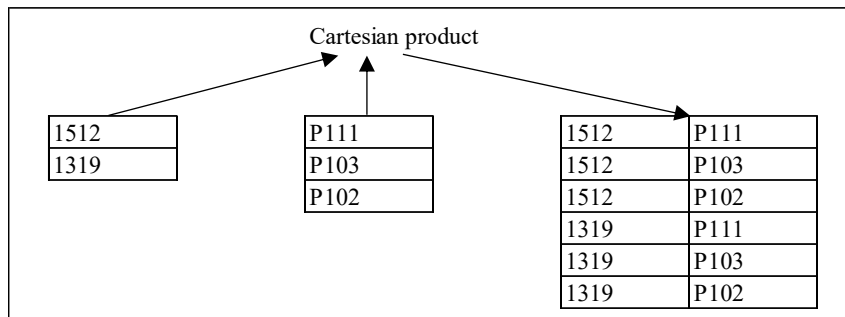 Cartesian product
1512 P111 1512 P111
1319 P103 1512 P103
P102 1512 P102
1319 P111
1319 P103
1319 P102